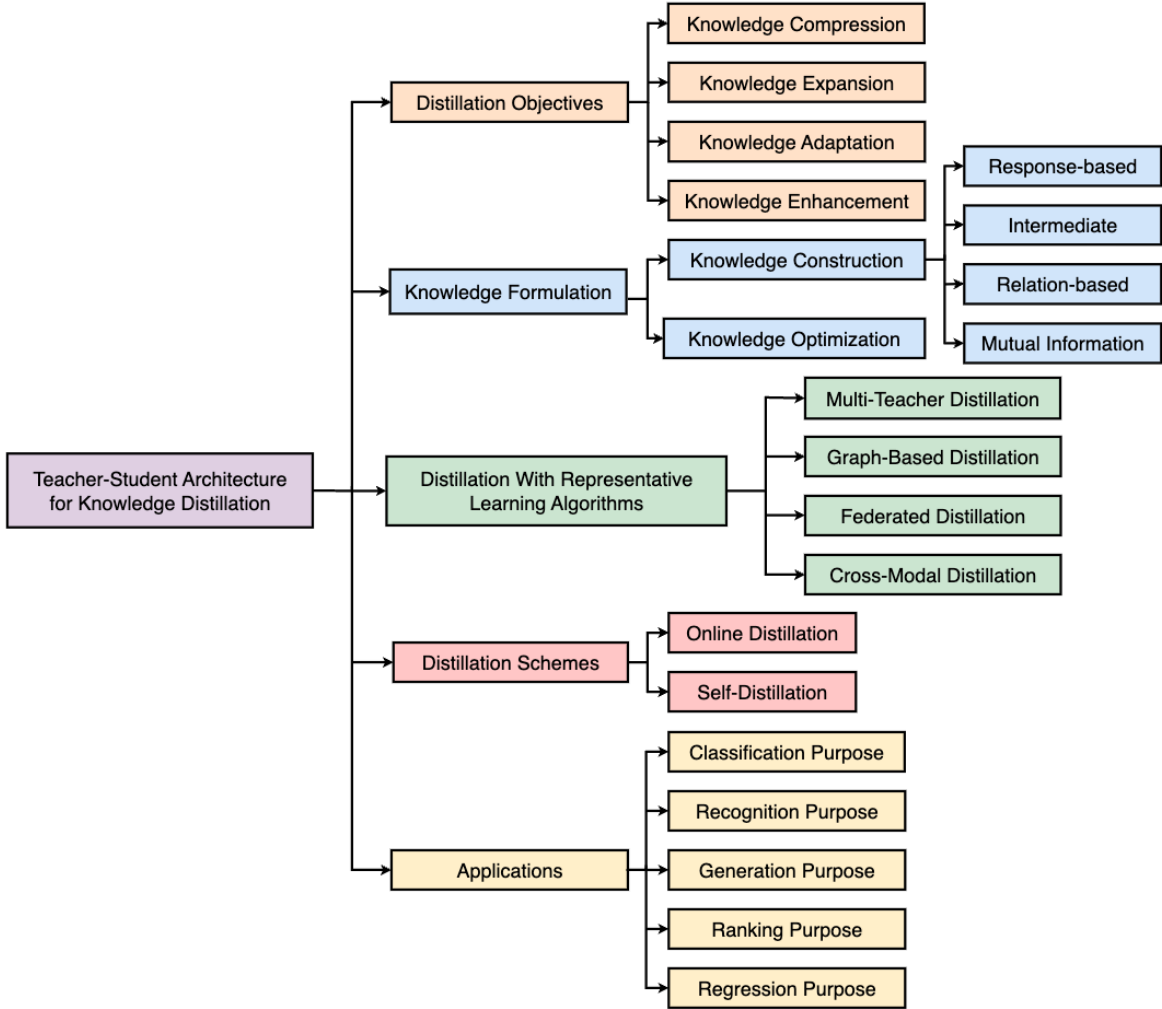 Teacher-Student Architecture
for Knowledge Distillation
Distillation Objectives
Knowledge Compression
Knowledge Expansion
Knowledge Adaptation
Knowledge Enhancement
Knowledge Formulation
Knowledge Construction
Response-based
Intermediate
Relation-based
Mutual Information
Knowledge Optimization
Distillation With Representative
Learning Algorithms
Multi-Teacher Distillation
Graph-Based Distillation
Federated Distillation
Cross-Modal Distillation
Distillation Schemes
Online Distillation
Self-Distillation
Applications
Classification Purpose
Recognition Purpose
Generation Purpose
Ranking Purpose
Regression Purpose